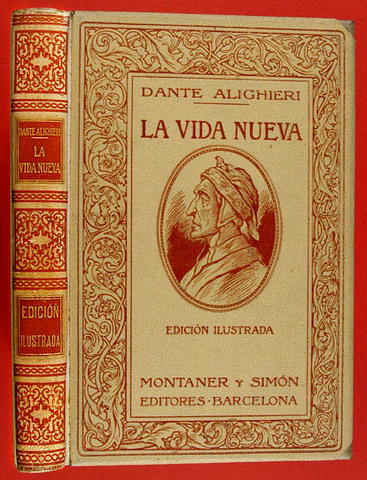 DANTE ALIGHIERI
LA
VIDA NUEVA
EDICIÓN
ILUSTRADA
DANTE ALIGHIERI
LA VIDA NUEVA
EDICIÓN ILUSTRADA
MONTANER Y SIMÓN
EDITORES·BARCELONA